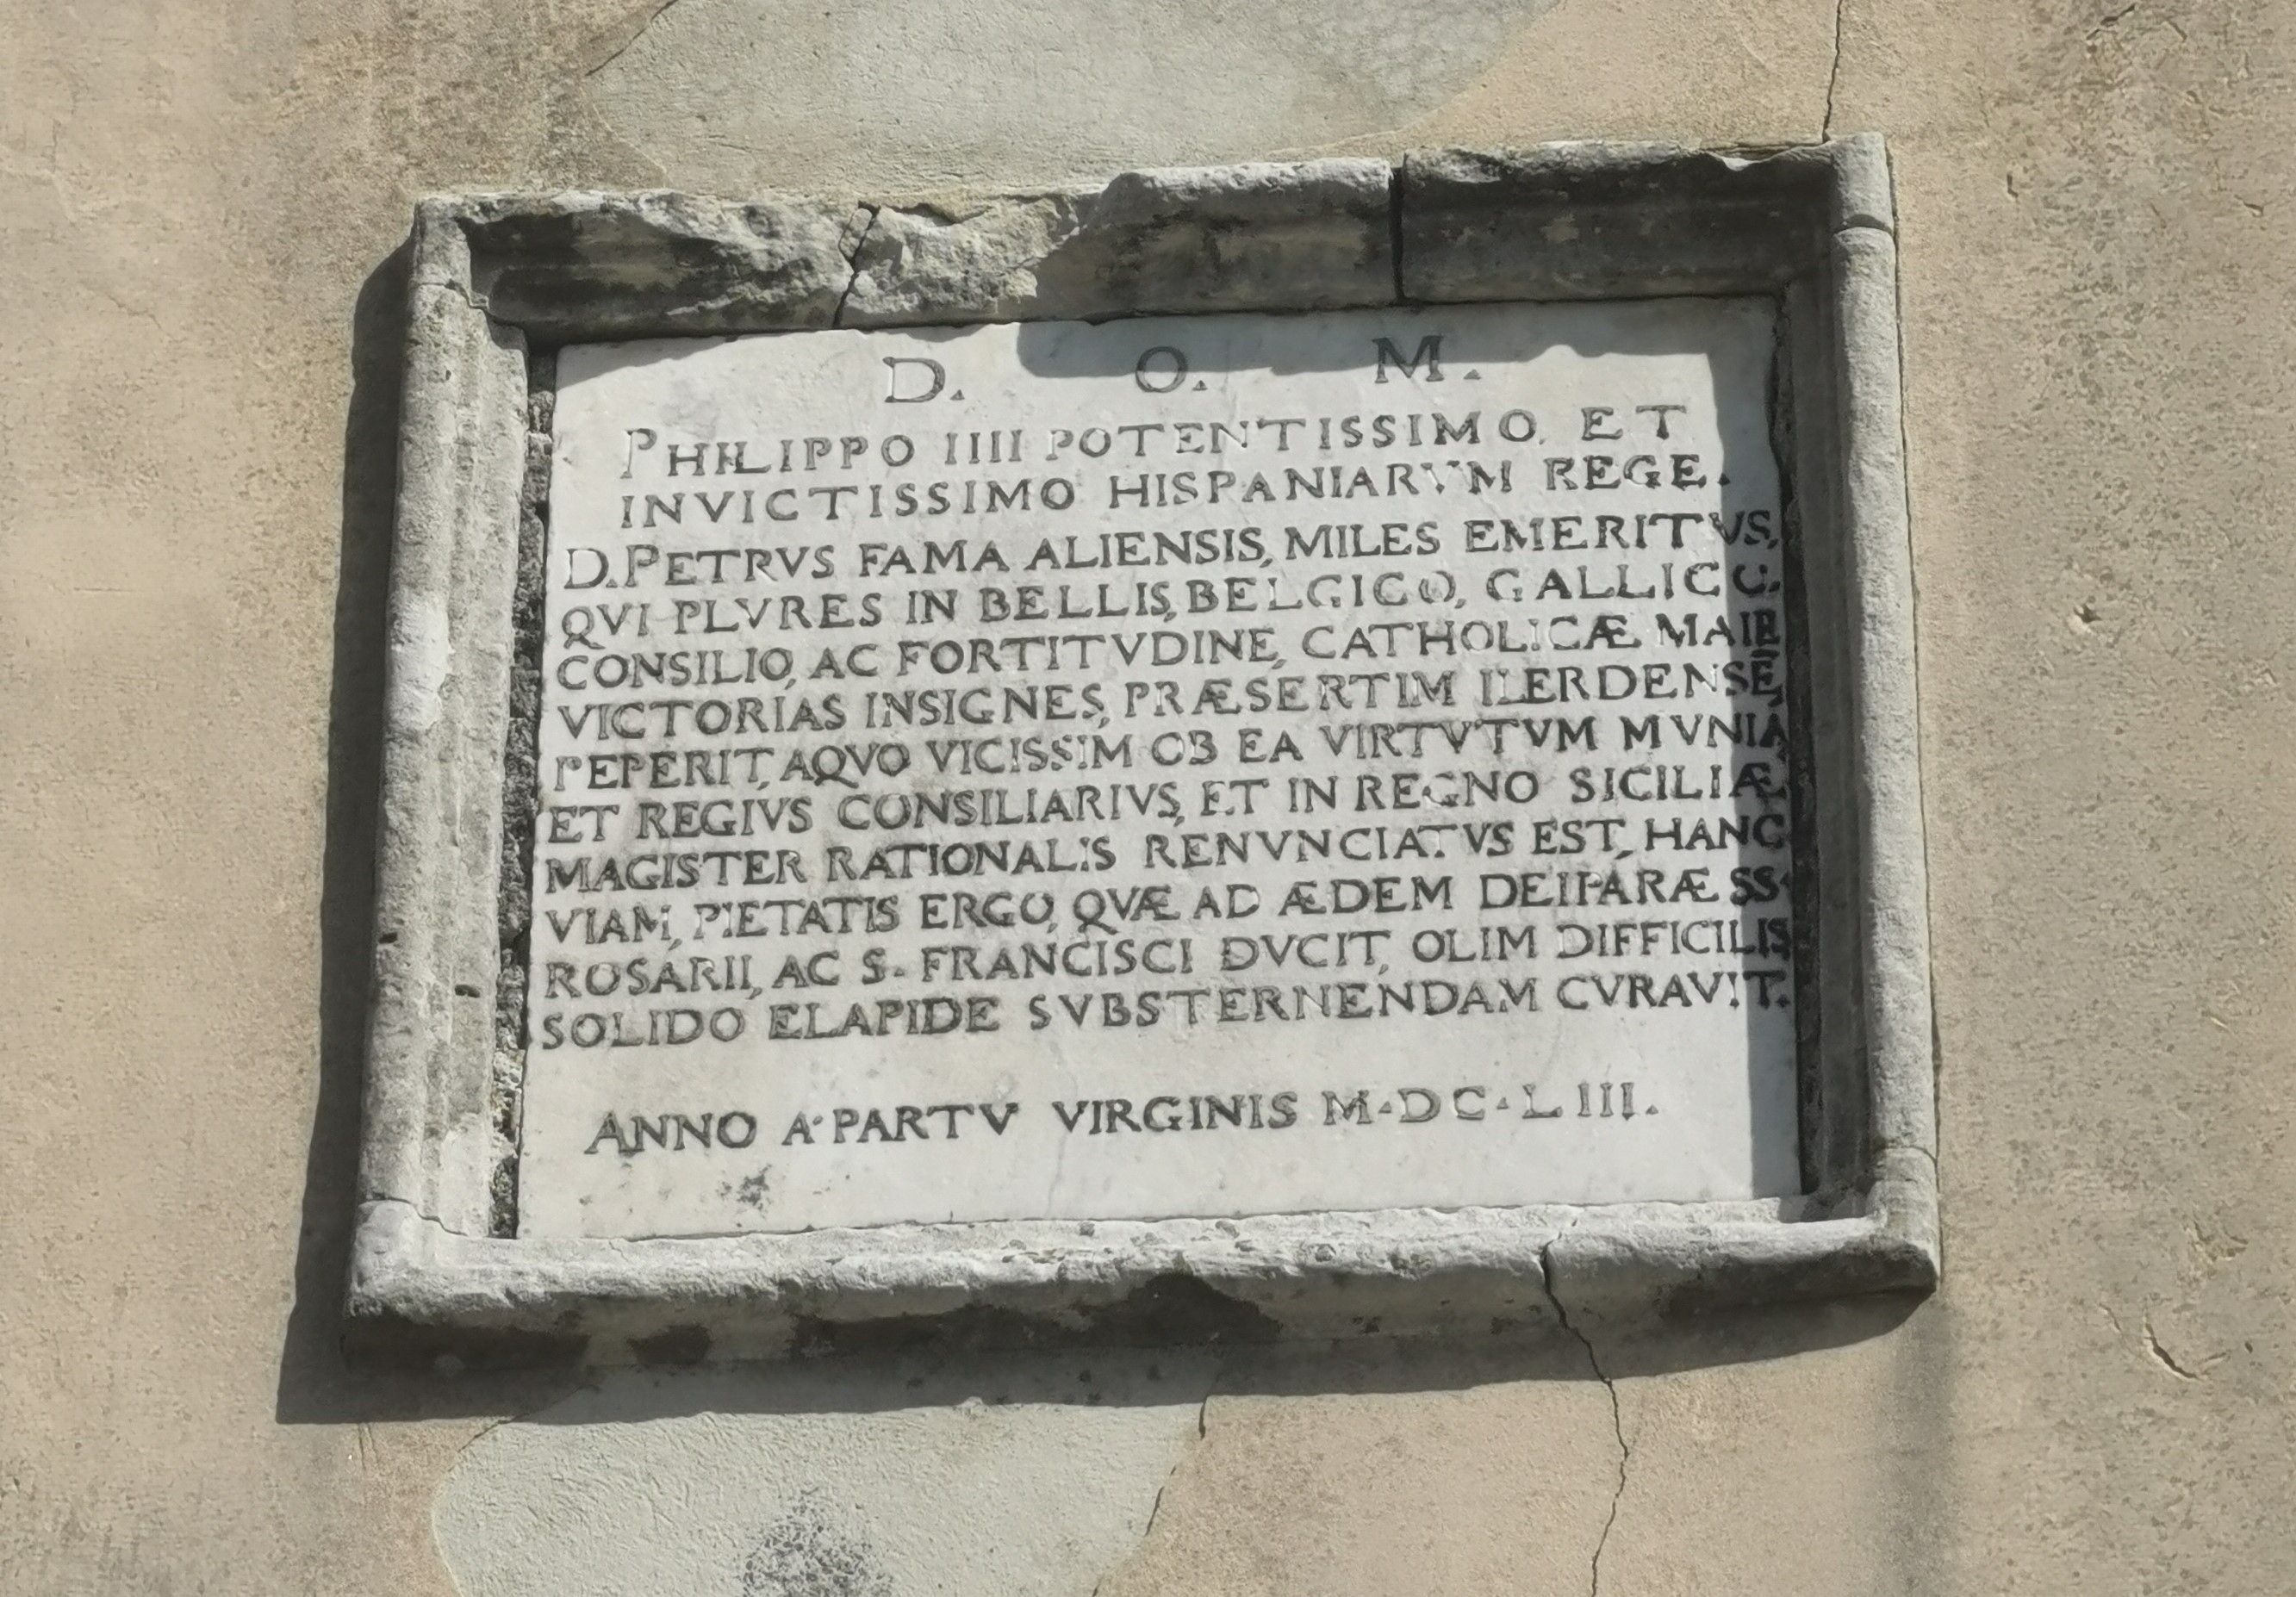 D. O. M.
PHILIPPO IIII POTENTISSIMO, ET
INVICTISSIMO HISPANIARVM REGE.
D. PETRVS FAMA ALIENSIS, MILES EMERITVS,
QVI PLVRES IN BELLIS, BELGICO, GALLICO.
CONSILIO, AC FORTITVDINE, CATHOLICÆ MAIE
VICTORIAS INSIGNES, PRÆSERTIM ILERDENSĒ,
PEPERIT, AQVO VICISSIM OB EA VIRTVTVM MVNIA
ET REGIVS CONSILIARIVS, ET IN REGNO SICILIÆ
MAGISTER RATIONALIS RENVNCIATVS EST, HANC
VIAM, PIETATIS ERGO, QVÆ AD ÆDEM DEIPARÆ SS·
ROSARII, AC S. FRANCISCI DVCIT, OLIM DIFFICILIS
SOLIDO ELAPIDE SVBSTERNENDAM CVRAVIT.
ANNO A·PARTV VIRGINIS M·DC·LIII.